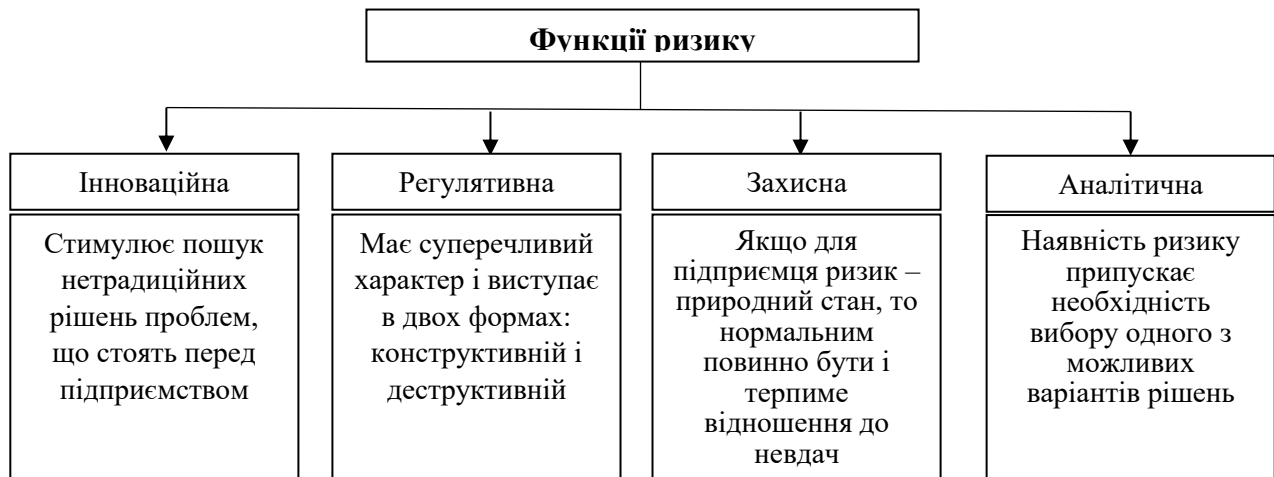 Функції ризику
Інноваційна
Стимулює пошук
нетрадиційних
рішень проблем,
що стоять перед
підприємством
Регулятивна
Має суперечливий
характер і виступає
в двох формах:
конструктивній і
деструктивній
Захисна
Якщо для
підприємця ризик –
природний стан, то
нормальним
повинно бути і
терпиме
відношення до
невдач
Аналітична
Наявність ризику
припускає
необхідність
вибору одного з
можливих
варіантів рішень